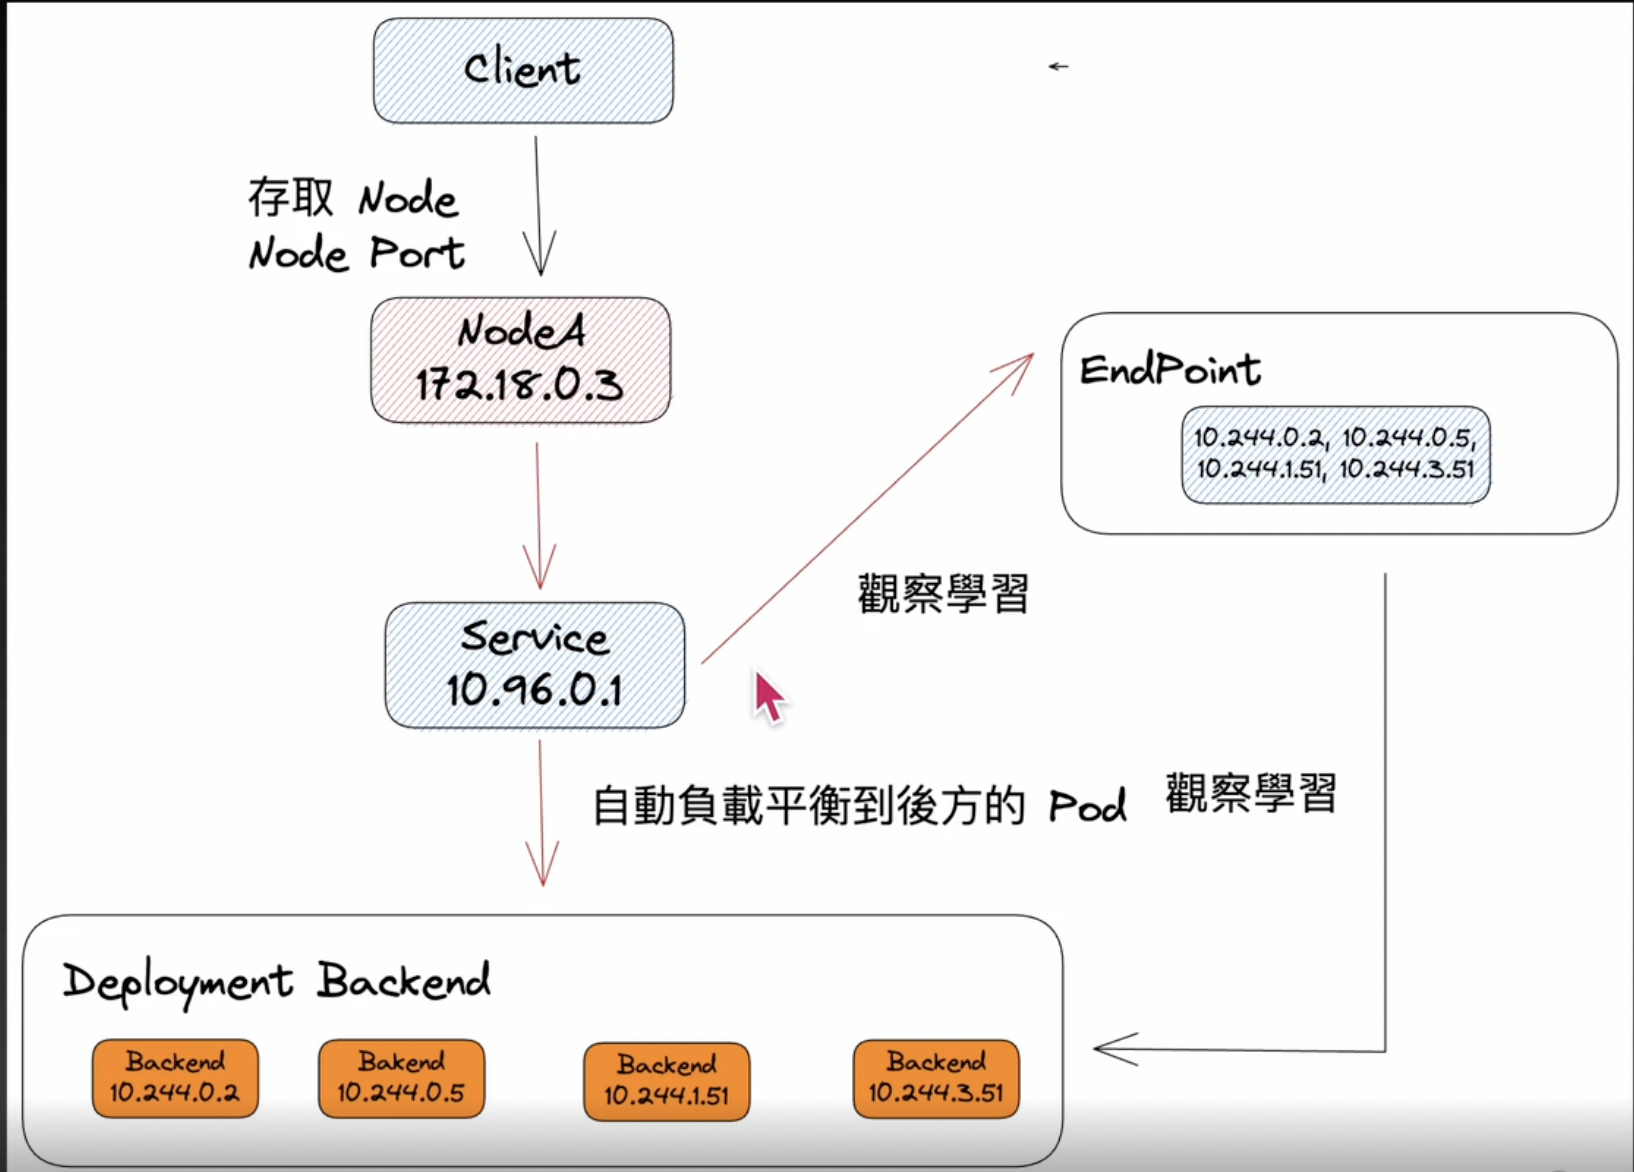 Client
存取 Node
Node Port
NodeA
172.18.0.3
EndPoint
10.244.0.2, 10.244.0.5,
10.244.1.51, 10.244.3.51
觀察學習
Service
10.96.0.1
自動負載平衡到後方的 Pod
觀察學習
Deployment Backend
Backend
10.244.0.2
Bakend
10.244.0.5
Backend
10.244.1.51
Backend
10.244.3.51